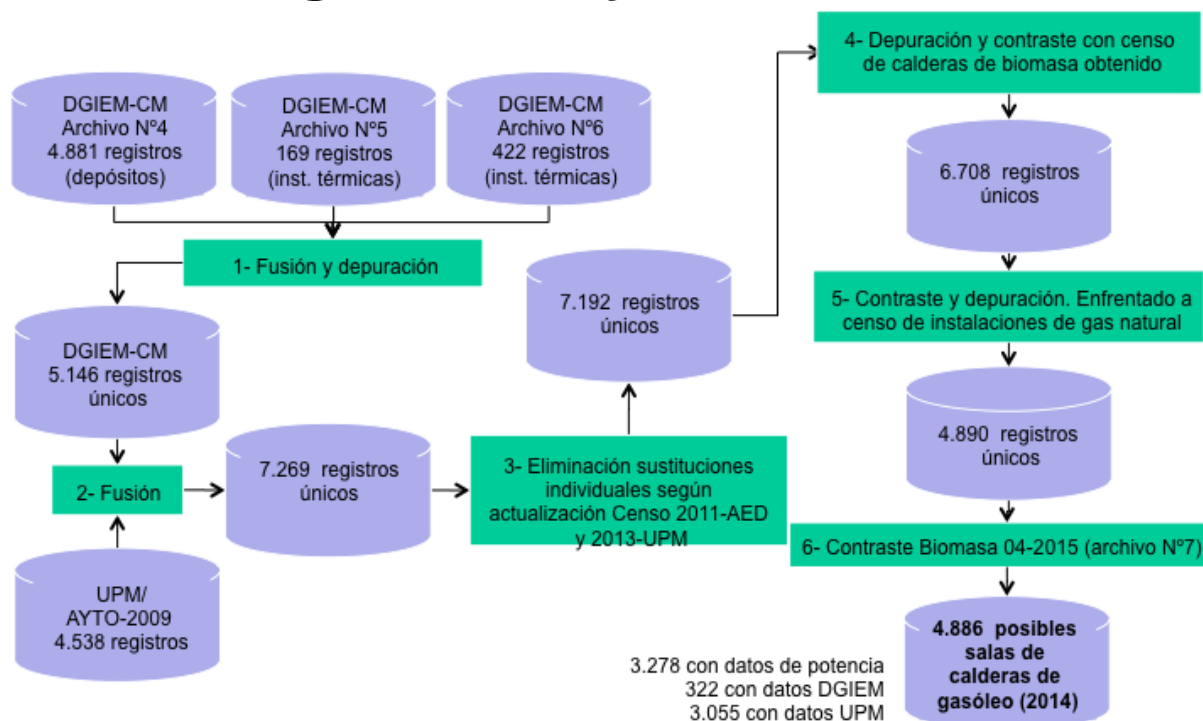 DGIEM-CM
Archivo Nº4
4.881 registros
(depósitos)
DGIEM-CM
Archivo Nº5
169 registros
(inst. térmicas)
DGIEM-CM
Archivo Nº6
422 registros
(inst. térmicas)
1- Fusión y depuración
DGIEM-CM
5.146 registros
únicos
2- Fusión
UPM/
AYTO-2009
4.538 registros
7.269 registros
únicos
3- Eliminación sustituciones
individuales según
actualización Censo 2011-AED
y 2013-UPM
7.192 registros
únicos
4- Depuración y contraste con censo
de calderas de biomasa obtenido
6.708 registros
únicos
5- Contraste y depuración. Enfrentado a
censo de instalaciones de gas natural
4.890 registros
únicos
6- Contraste Biomasa 04-2015 (archivo Nº7)
4.886 posibles
salas de
calderas de
gasóleo (2014)
3.278 con datos de potencia
322 con datos DGIEM
3.055 con datos UPM